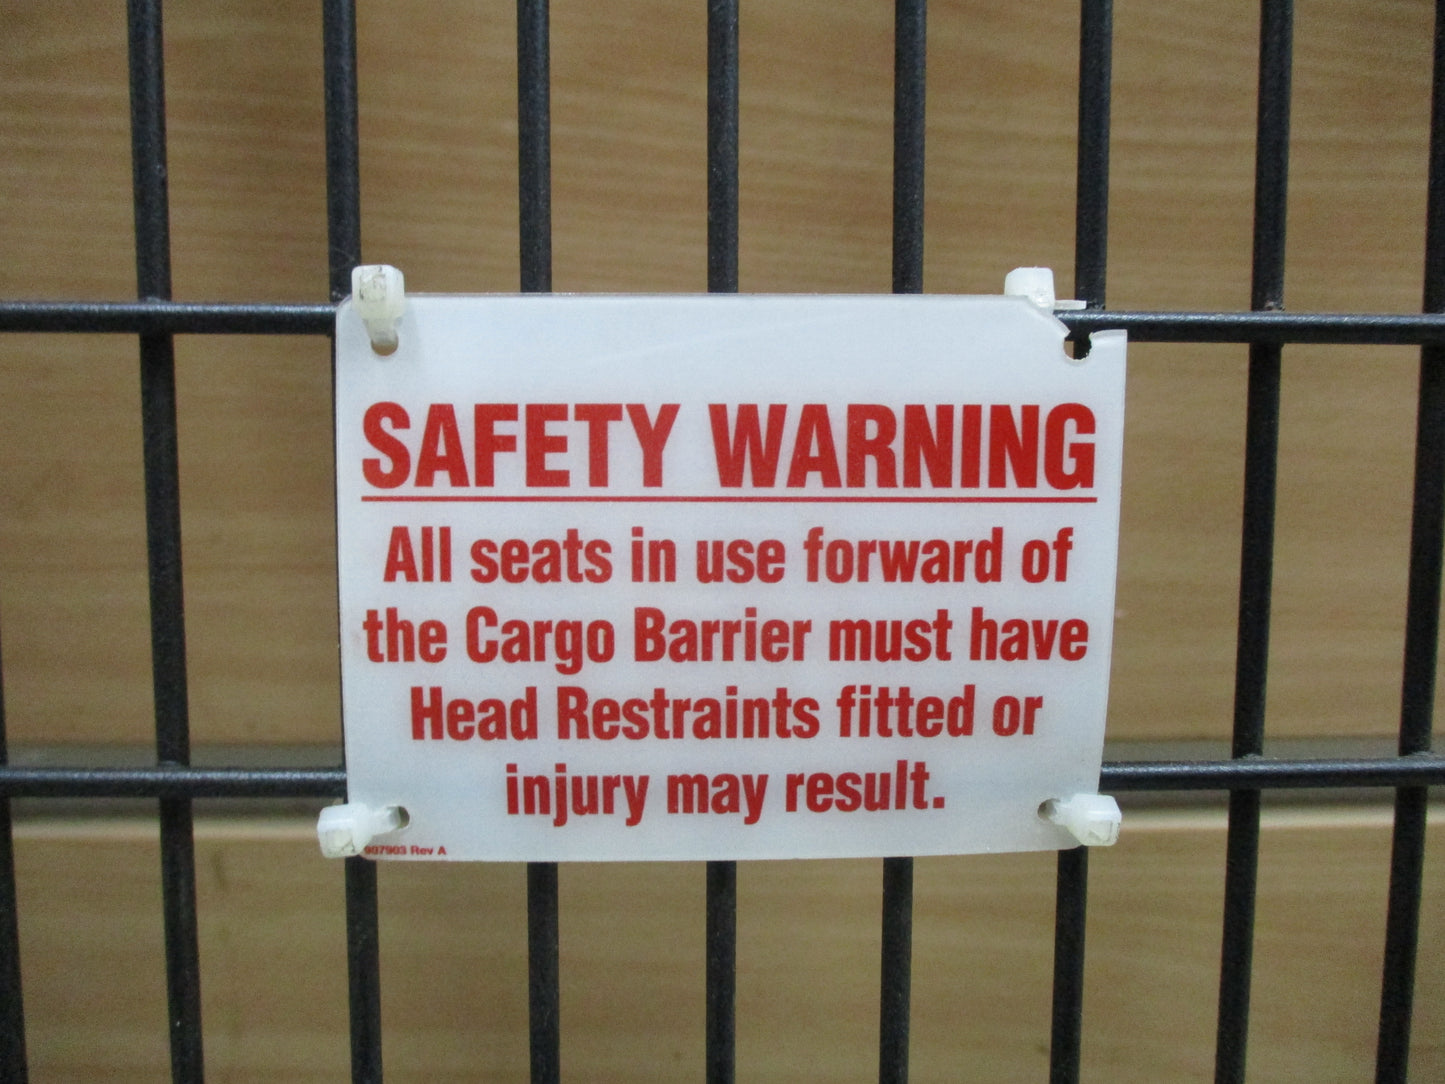 SAFETY WARNING
All seats in use forward of
the Cargo Barrier must have
Head Restraints fitted or
injury may result.
907903 Rev A